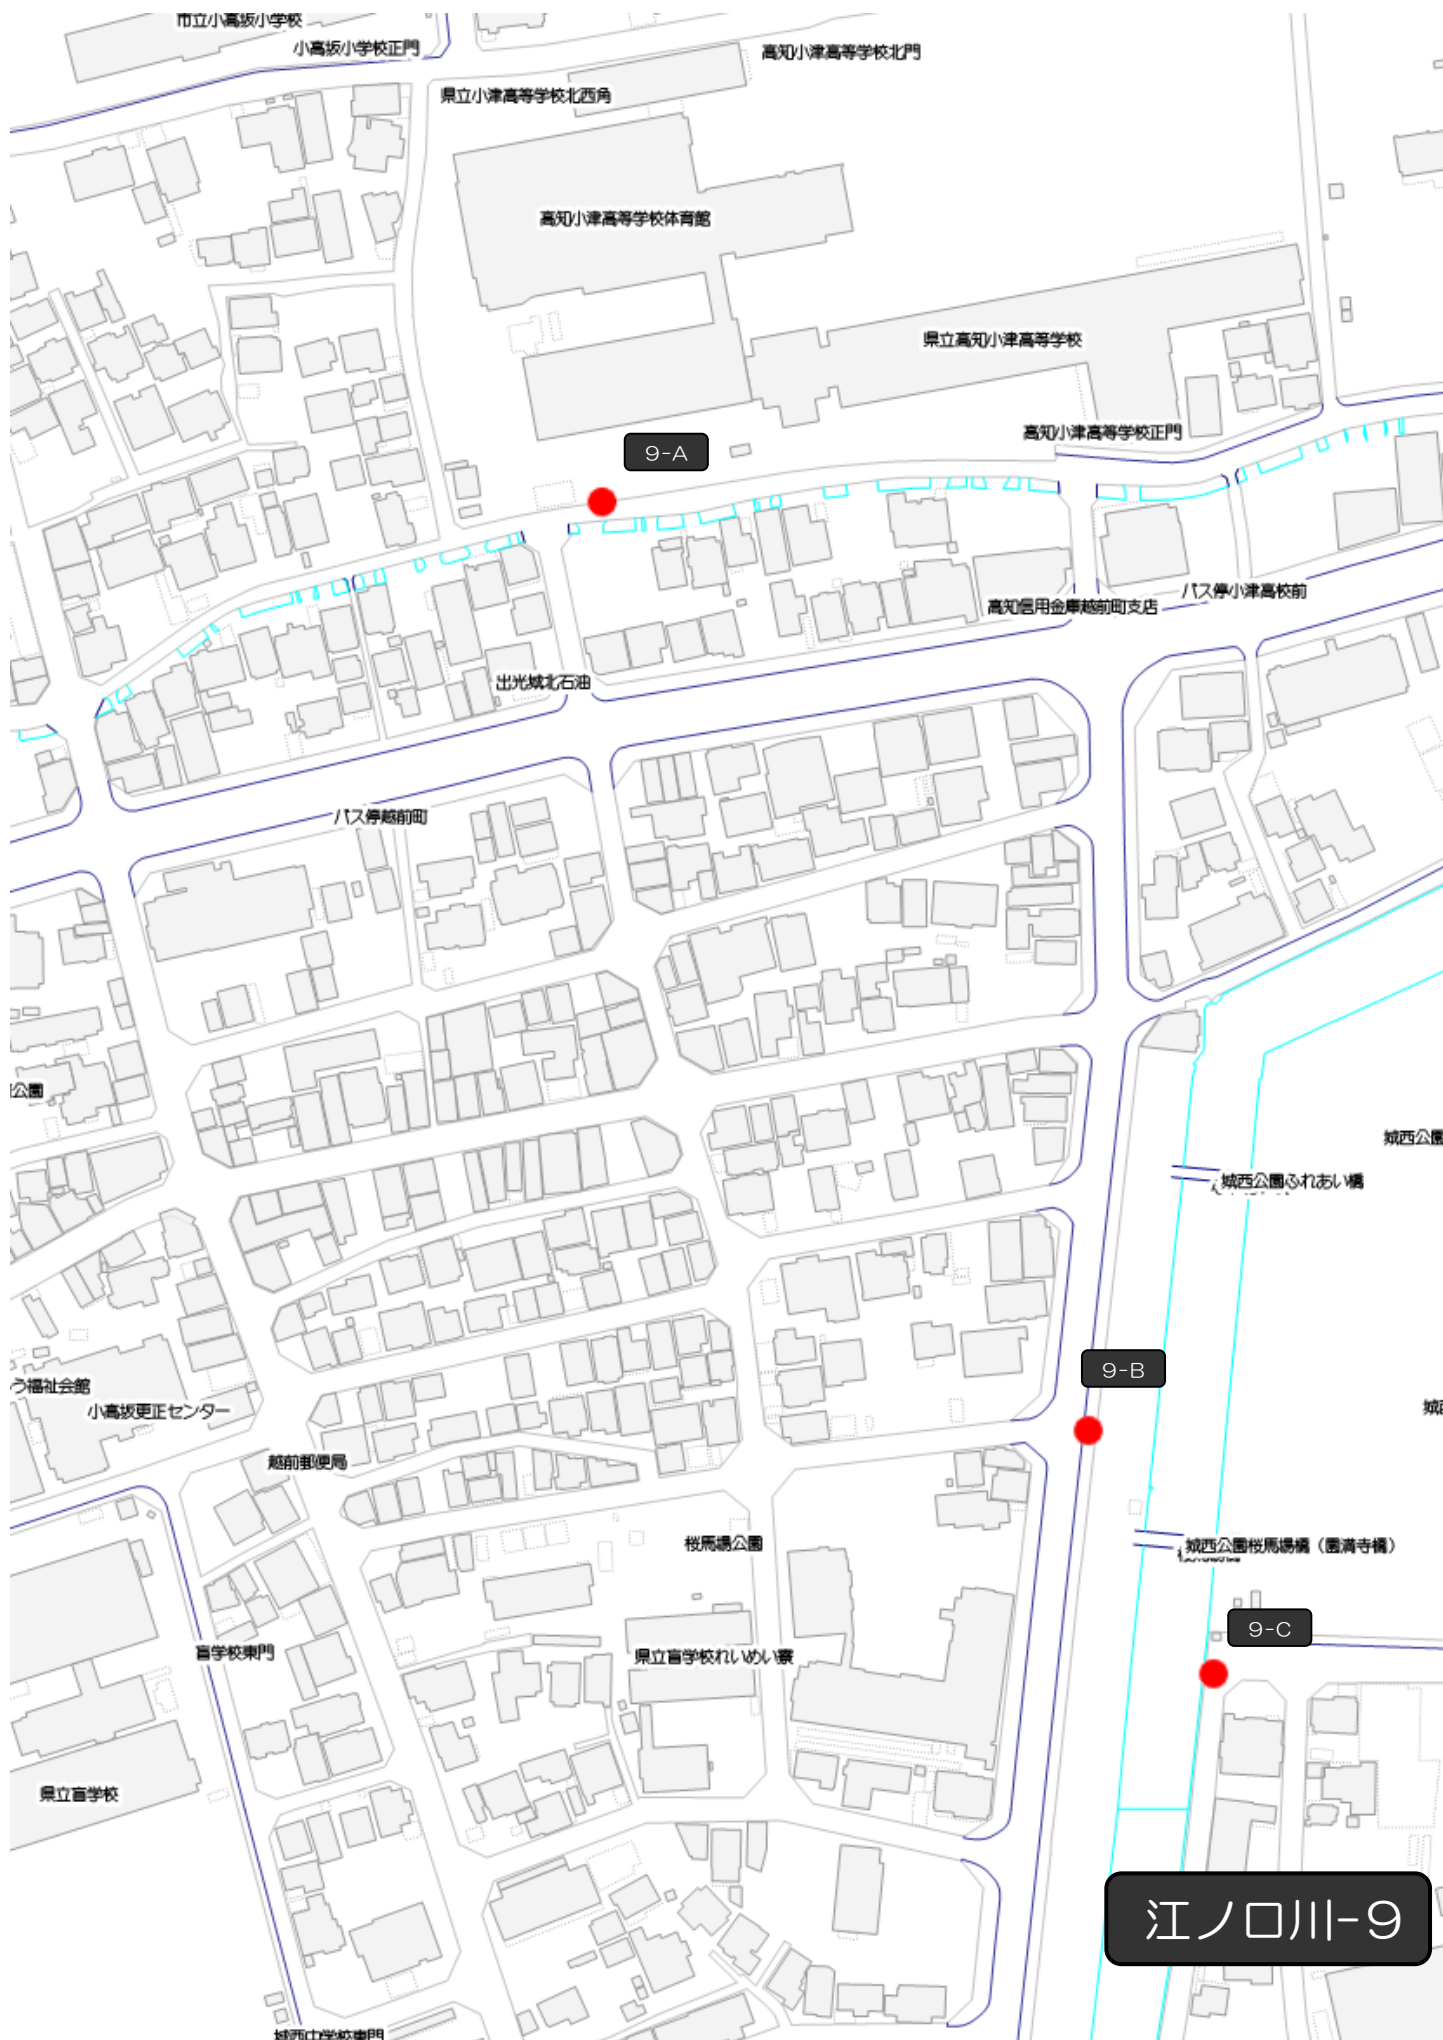 市立小高坂小学校
小高坂小学校正門
高知小津高等学校北門
県立小津高等学校北西角
高知小津高等学校体育館
県立高知小津高等学校
高知小津高等学校正門
9-A
バス停小津高校前
高知信用金庫越前町支店
出光城北石油
バス停越前町
公園
城西公園
城西公園ふれあい橋
9-B
う福祉会館
小高坂更正センター
越前郵便局
桜馬場公園
城西公園桜馬場橋（園満寺橋）
9-C
盲学校東門
県立盲学校れいめい寮
県立盲学校
江ノ口川-9
城西中学校東門